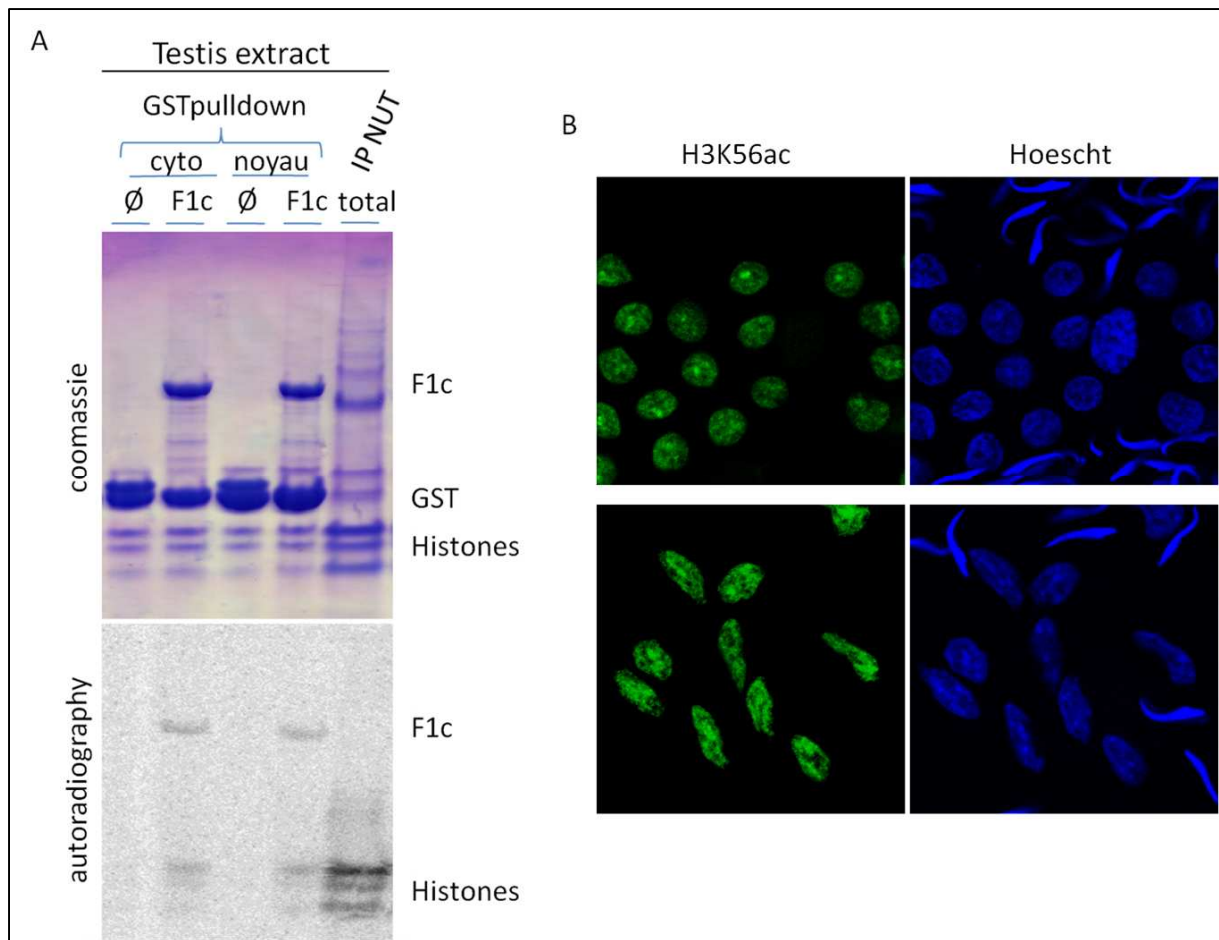 A
Testis extract
GSTpulldown
IP NUT
cyto noyau
Ø F1c Ø F1c total
coomassie
F1c
GST
Histones
autoradiography
F1c
Histones
B
H3K56ac Hoescht